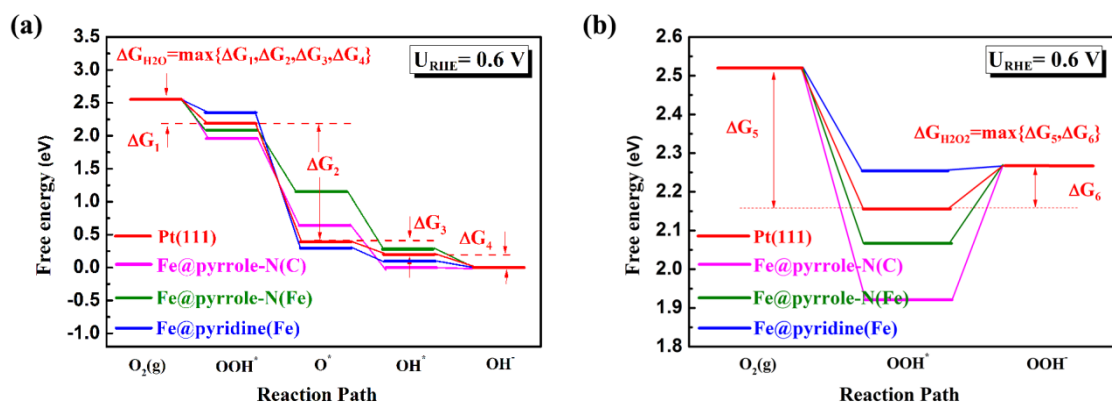 (a)
3.5
3.0
2.5
2.0
1.5
1.0
0.5
0.0
-0.5
-1.0
Free energy (eV)
ΔG_H2O=max{ΔG₁,ΔG₂,ΔG₃,ΔG₄}
U_RHE = 0.6 V
ΔG₁
ΔG₂
ΔG₃
ΔG₄
Pt(111)
Fe@pyrrole-N(C)
Fe@pyrrole-N(Fe)
Fe@pyridine(Fe)
O₂(g) OOH* O* OH* OH⁻
Reaction Path
(b)
2.6
2.5
2.4
2.3
2.2
2.1
2.0
1.9
1.8
Free energy (eV)
U_RHE = 0.6 V
ΔG₅
ΔG_H2O2=max{ΔG₅,ΔG₆}
ΔG₆
Pt(111)
Fe@pyrrole-N(C)
Fe@pyrrole-N(Fe)
Fe@pyridine(Fe)
O₂(g) OOH* OOH⁻
Reaction Path